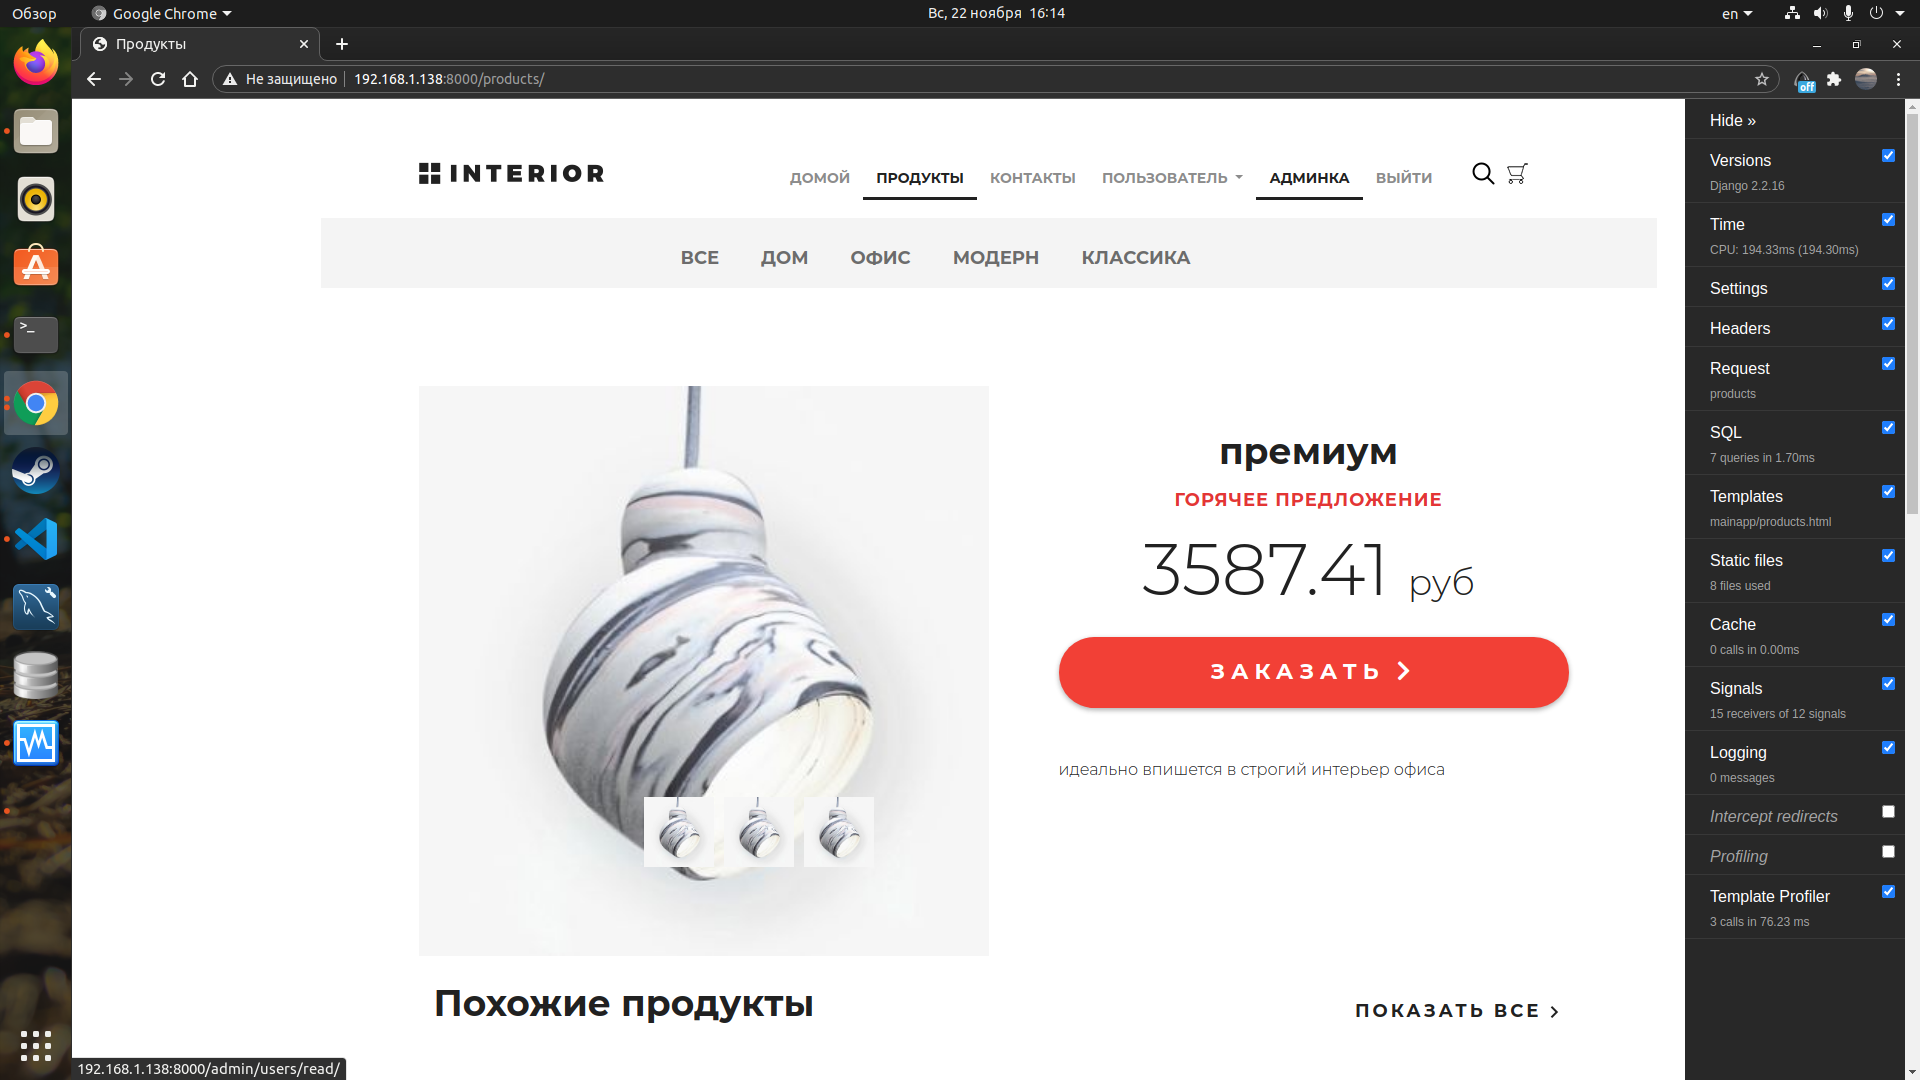 Обзор Google Chrome Вс, 22 ноября 16:14 en
Продукты
Не защищено 192.168.1.138:8000/products/
off
INTERIOR
ДОМОЙ ПРОДУКТЫ КОНТАКТЫ ПОЛЬЗОВАТЕЛЬ АДМИНКА ВЫЙТИ
ВСЕ ДОМ ОФИС МОДЕРН КЛАССИКА
премиум
ГОРЯЧЕЕ ПРЕДЛОЖЕНИЕ
3587.41 руб
ЗАКАЗАТЬ
идеально впишется в строгий интерьер офиса
Похожие продукты
ПОКАЗАТЬ ВСЕ
Hide »
Versions
Django 2.2.16
Time
CPU: 194.33ms (194.30ms)
Settings
Headers
Request
products
SQL
7 queries in 1.70ms
Templates
mainapp/products.html
Static files
8 files used
Cache
0 calls in 0.00ms
Signals
15 receivers of 12 signals
Logging
0 messages
Intercept redirects
Profiling
Template Profiler
3 calls in 76.23 ms
192.168.1.138:8000/admin/users/read/